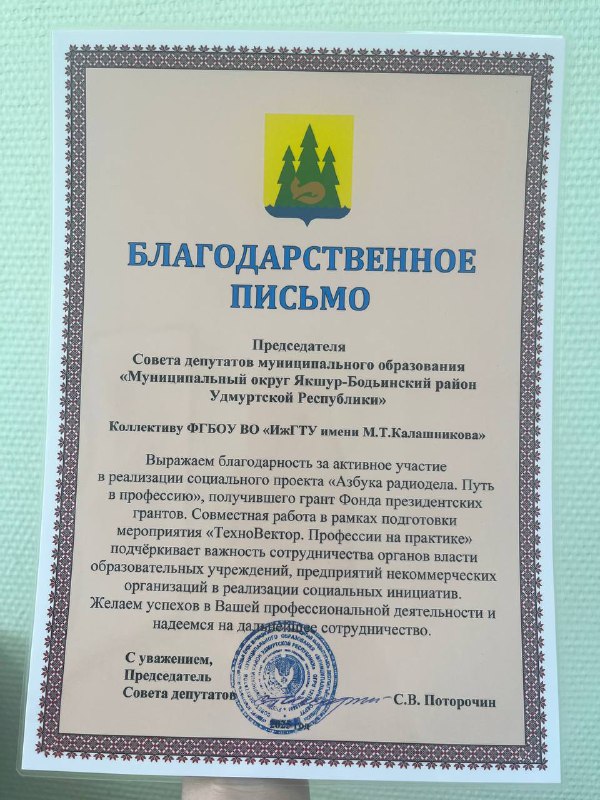 БЛАГОДАРСТВЕННОЕ
ПИСЬМО
Председателя
Совета депутатов муниципального образования
«Муниципальный округ Якшур-Бодьинский район
Удмуртской Республики»
Коллективу ФГБОУ ВО «ИжГТУ имени М.Т.Калашникова»
Выражаем благодарность за активное участие
в реализации социального проекта «Азбука радиодела. Путь
в профессию», получившего грант Фонда президентских
грантов. Совместная работа в рамках подготовки
мероприятия «ТехноВектор. Профессии на практике»
подчёркивает важность сотрудничества органов власти
образовательных учреждений, предприятий некоммерческих
организаций в реализации социальных инициатив.
Желаем успехов в Вашей профессиональной деятельности и
надеемся на дальнейшее сотрудничество.
С уважением,
Председатель
Совета депутатов
С.В. Поторочин